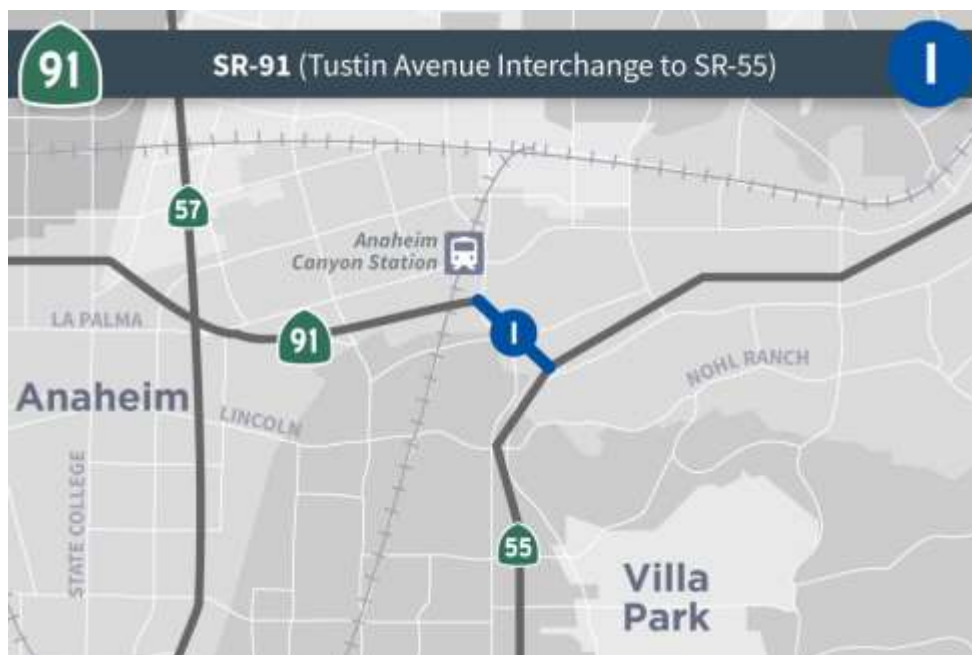 91
SR-91 (Tustin Avenue Interchange to SR-55)
I
57
Anaheim
Canyon Station
LA PALMA
91
I
NOHL RANCH
Anaheim
LINCOLN
STATE COLLEGE
55
Villa
Park